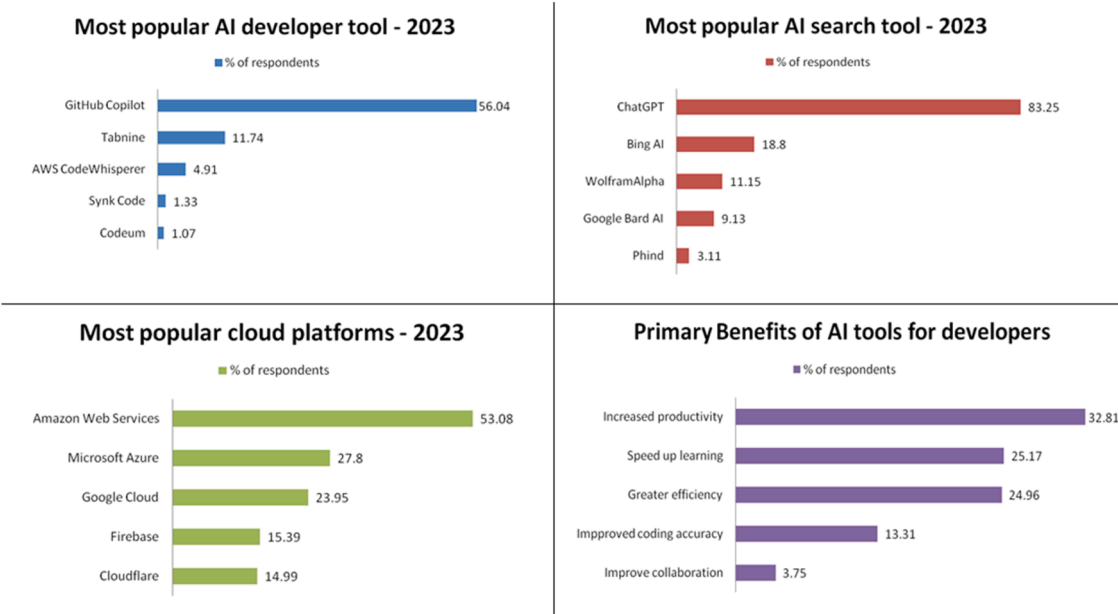 Most popular AI developer tool - 2023
% of respondents
GitHub Copilot 56.04
Tabnine 11.74
AWS CodeWhisperer 4.91
Synk Code 1.33
Codeum 1.07
Most popular AI search tool - 2023
% of respondents
ChatGPT 83.25
Bing AI 18.8
WolframAlpha 11.15
Google Bard AI 9.13
Phind 3.11
Most popular cloud platforms - 2023
% of respondents
Amazon Web Services 53.08
Microsoft Azure 27.8
Google Cloud 23.95
Firebase 15.39
Cloudflare 14.99
Primary Benefits of AI tools for developers
% of respondents
Increased productivity 32.81
Speed up learning 25.17
Greater efficiency 24.96
Impproved coding accuracy 13.31
Improve collaboration 3.75